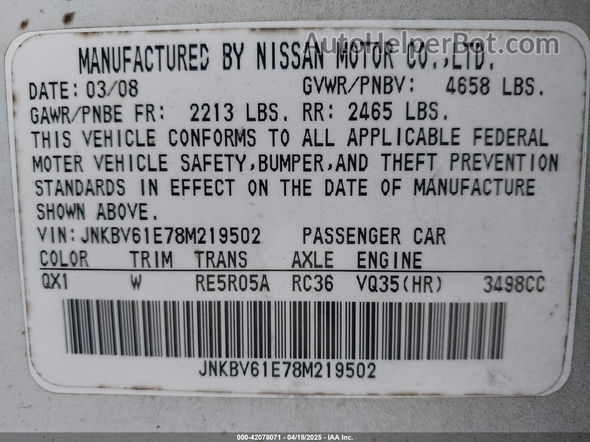 AutoHelperBot.com
MANUFACTURED BY NISSAN MOTOR CO.,LTD.
DATE: 03/08 GVWR/PNBV: 4658 LBS.
GAWR/PNBE FR: 2213 LBS. RR: 2465 LBS.
THIS VEHICLE CONFORMS TO ALL APPLICABLE FEDERAL
MOTER VEHICLE SAFETY,BUMPER,AND THEFT PREVENTION
STANDARDS IN EFFECT ON THE DATE OF MANUFACTURE
SHOWN ABOVE.
VIN: JNKBV61E78M219502 PASSENGER CAR
COLOR TRIM TRANS AXLE ENGINE
QX1 W RE5R05A RC36 VQ35(HR) 3498CC
JNKBV61E78M219502
000-42078071 - 04/18/2025 - IAA Inc.